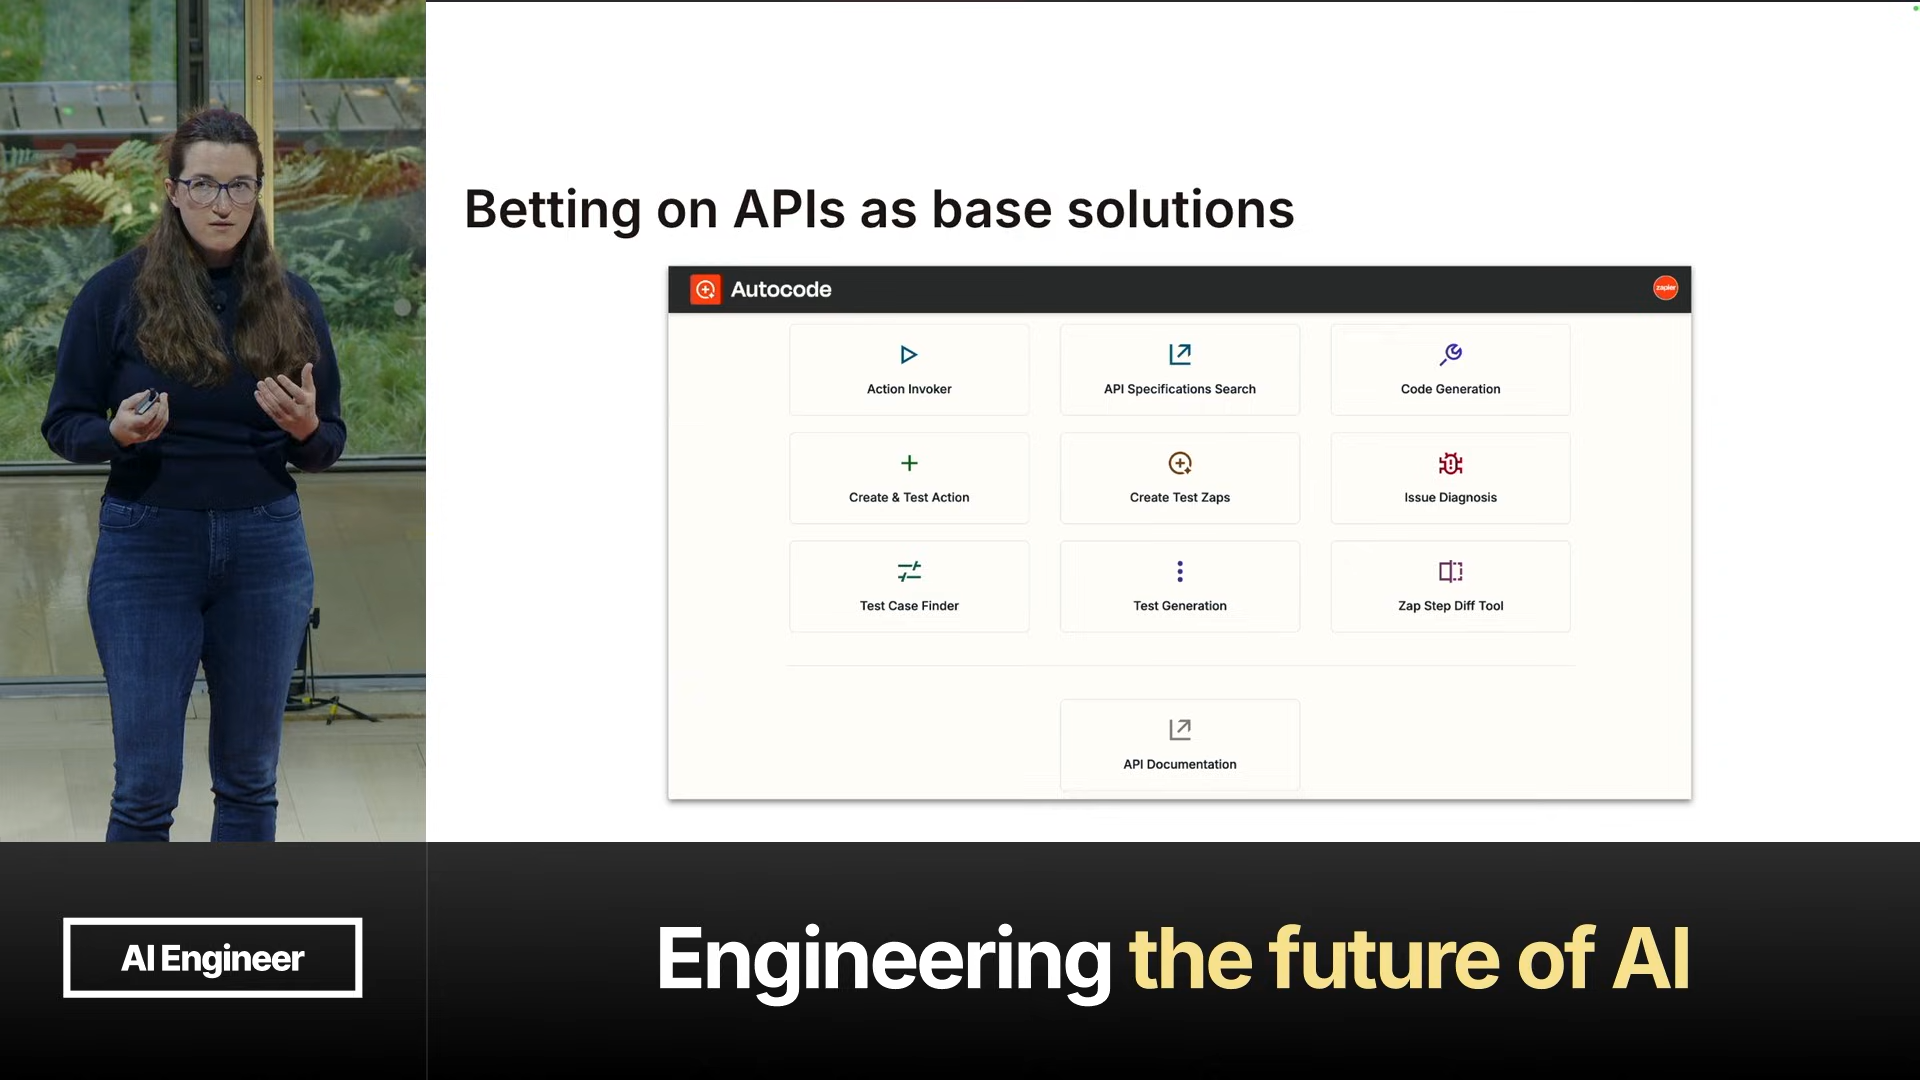 Betting on APIs as base solutions
Autocode
zapier
Action Invoker
API Specifications Search
Code Generation
Create & Test Action
Create Test Zaps
Issue Diagnosis
Test Case Finder
Test Generation
Zap Step Diff Tool
API Documentation
AI Engineer
Engineering the future of AI